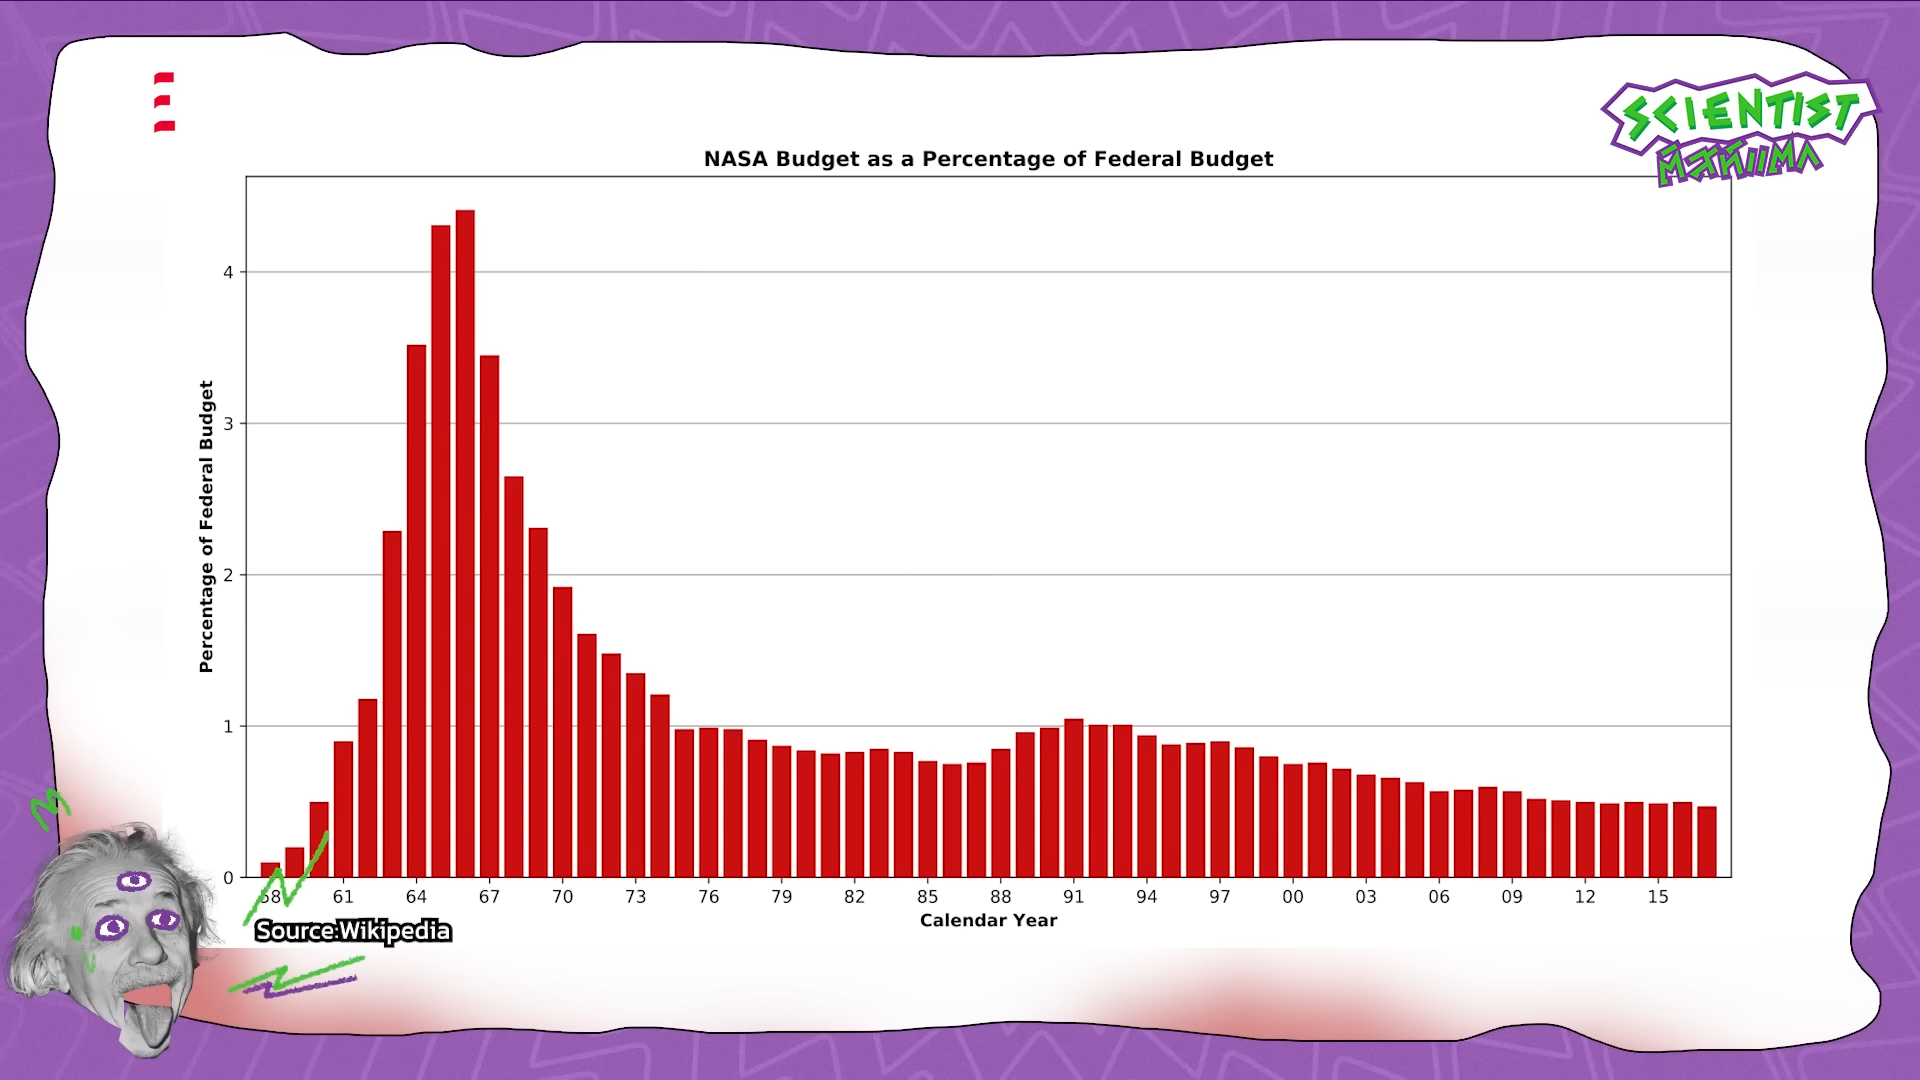 SCIENTIST
NASA Budget as a Percentage of Federal Budget
Percentage of Federal Budget
4
3
2
1
0
58 61 64 67 70 73 76 79 82 85 88 91 94 97 00 03 06 09 12 15
Calendar Year
Source:Wikipedia